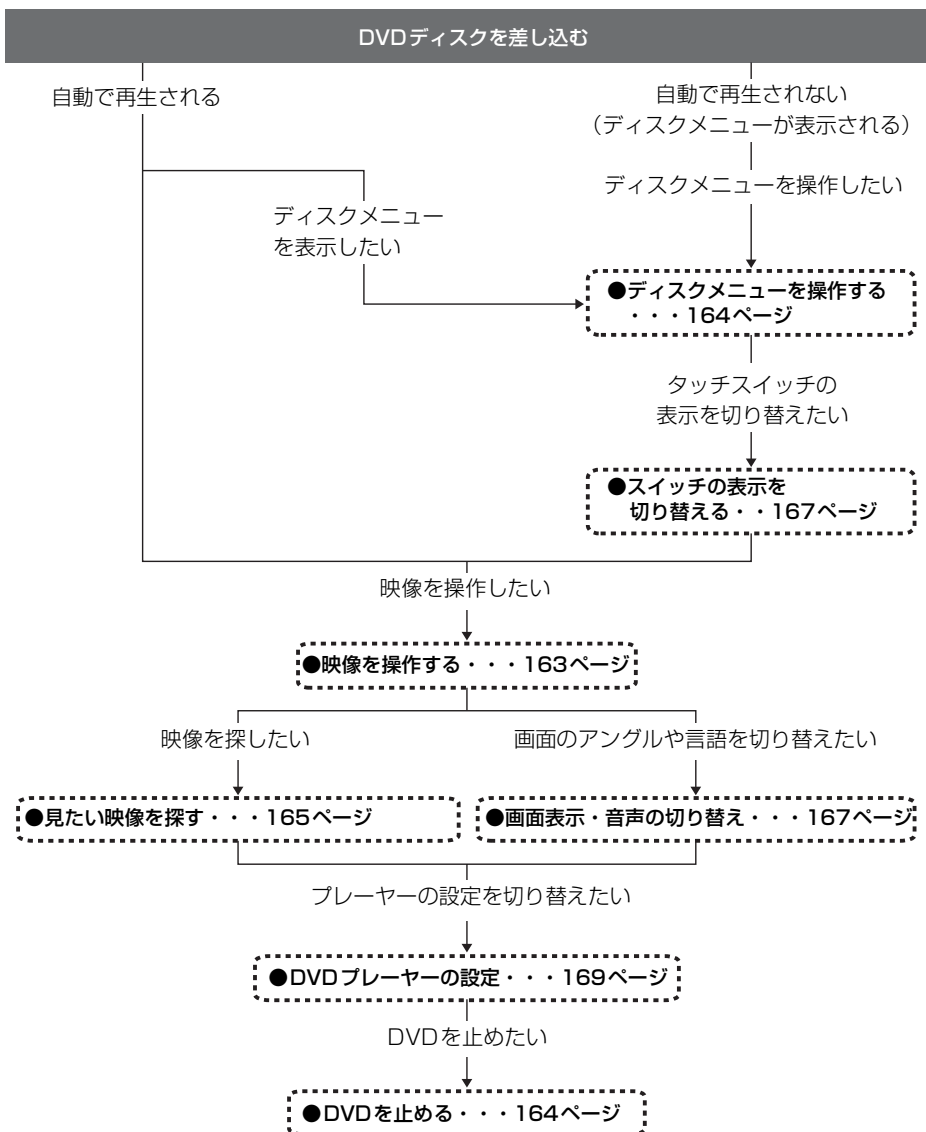 DVDディスクを差し込む
自動で再生される
自動で再生されない
（ディスクメニューが表示される）
ディスクメニューを操作したい
ディスクメニュー
を表示したい
●ディスクメニューを操作する
・・・164ページ
タッチスイッチの
表示を切り替えたい
●スイッチの表示を
切り替える・・167ページ
映像を操作したい
●映像を操作する・・・163ページ
映像を探したい
画面のアングルや言語を切り替えたい
●見たい映像を探す・・・165ページ
●画面表示・音声の切り替え・・・167ページ
プレーヤーの設定を切り替えたい
●DVDプレーヤーの設定・・・169ページ
DVDを止めたい
●DVDを止める・・・164ページ